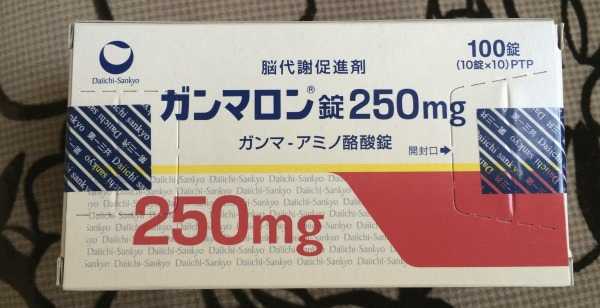 Daiichi-Sankyo
脳代謝促進剤
100錠
(10錠×10)PTP
ガンマロン®錠250mg
ガンマ-アミノ酪酸錠
開封口→
250mg
Daiichi-Sankyo